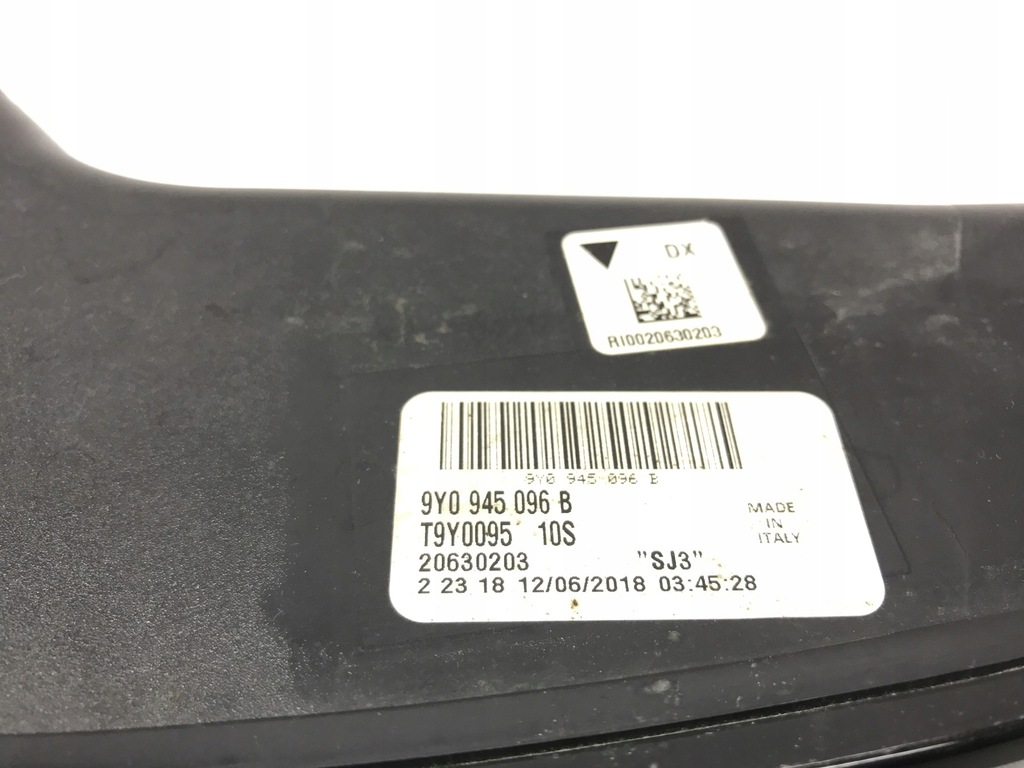 DX
RI0020630203
9Y0 945 096 B
9Y0 945 096 B
T9Y0095 10S
20630203 "SJ3"
2 23 18 12/06/2018 03:45:28
MADE
IN
ITALY